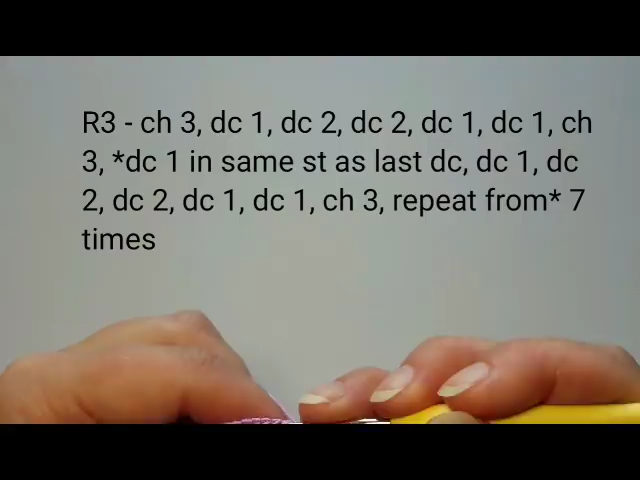 R3 - ch 3, dc 1, dc 2, dc 2, dc 1, dc 1, ch
3, *dc 1 in same st as last dc, dc 1, dc
2, dc 2, dc 1, dc 1, ch 3, repeat from* 7
times